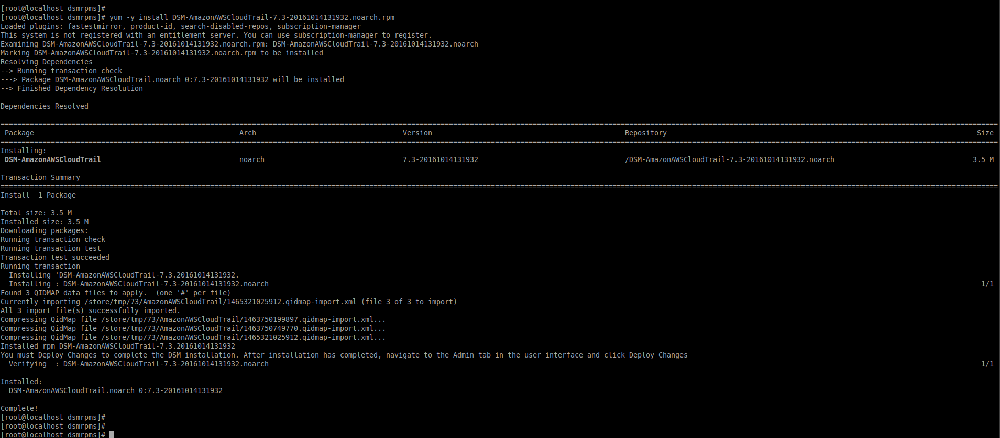 [root@localhost dsmrpms]#
[root@localhost dsmrpms]# yum -y install DSM-AmazonAWSCloudTrail-7.3-20161014131932.noarch.rpm
Loaded plugins: fastestmirror, product-id, search-disabled-repos, subscription-manager
This system is not registered with an entitlement server. You can use subscription-manager to register.
Examining DSM-AmazonAWSCloudTrail-7.3-20161014131932.noarch.rpm: DSM-AmazonAWSCloudTrail-7.3-20161014131932.noarch
Marking DSM-AmazonAWSCloudTrail-7.3-20161014131932.noarch.rpm to be installed
Resolving Dependencies
--> Running transaction check
---> Package DSM-AmazonAWSCloudTrail.noarch 0:7.3-20161014131932 will be installed
--> Finished Dependency Resolution

Dependencies Resolved

================================================================================
 Package Arch Version Repository Size
================================================================================
Installing:
 DSM-AmazonAWSCloudTrail noarch 7.3-20161014131932 /DSM-AmazonAWSCloudTrail-7.3-20161014131932.noarch 3.5 M

Transaction Summary
================================================================================
Install  1 Package

Total size: 3.5 M
Installed size: 3.5 M
Downloading packages:
Running transaction check
Running transaction test
Transaction test succeeded
Running transaction
  Installing 'DSM-AmazonAWSCloudTrail-7.3.20161014131932.
  Installing : DSM-AmazonAWSCloudTrail-7.3-20161014131932.noarch 1/1
Found 3 QIDMAP data files to apply.  (one '#' per file)
Currently importing /store/tmp/73/AmazonAWSCloudTrail/1465321025912.qidmap-import.xml (file 3 of 3 to import)
All 3 import file(s) successfully imported.
Compressing QidMap file /store/tmp/73/AmazonAWSCloudTrail/1463750199897.qidmap-import.xml...
Compressing QidMap file /store/tmp/73/AmazonAWSCloudTrail/1463750749770.qidmap-import.xml...
Compressing QidMap file /store/tmp/73/AmazonAWSCloudTrail/1465321025912.qidmap-import.xml...
Installed rpm DSM-AmazonAWSCloudTrail-7.3.20161014131932
You must Deploy Changes to complete the DSM installation. After installation has completed, navigate to the Admin tab in the user interface and click Deploy Changes
  Verifying  : DSM-AmazonAWSCloudTrail-7.3-20161014131932.noarch 1/1

Installed:
  DSM-AmazonAWSCloudTrail.noarch 0:7.3-20161014131932

Complete!
[root@localhost dsmrpms]#
[root@localhost dsmrpms]#
[root@localhost dsmrpms]#